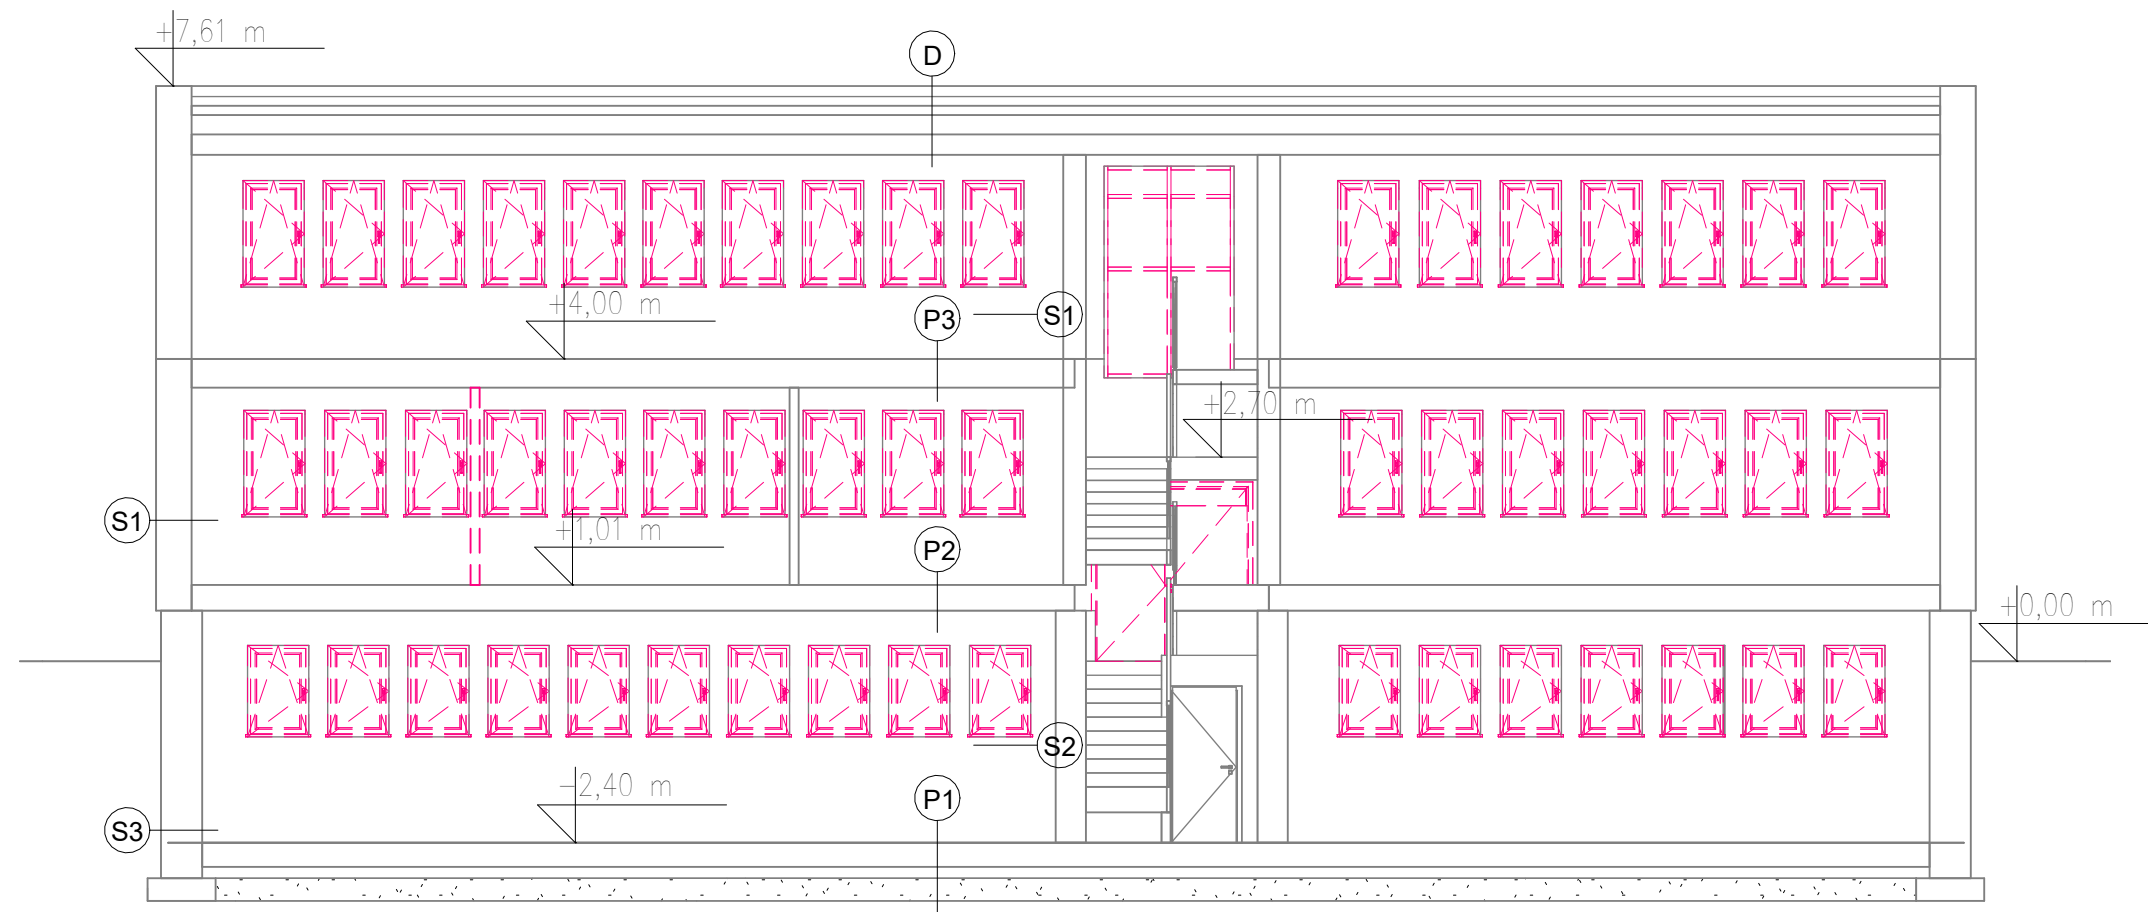 +7,61 m
D
+4,00 m
P3
S1
+2,70 m
S1
+1,01 m
P2
+0,00 m
S2
-2,40 m
P1
S3